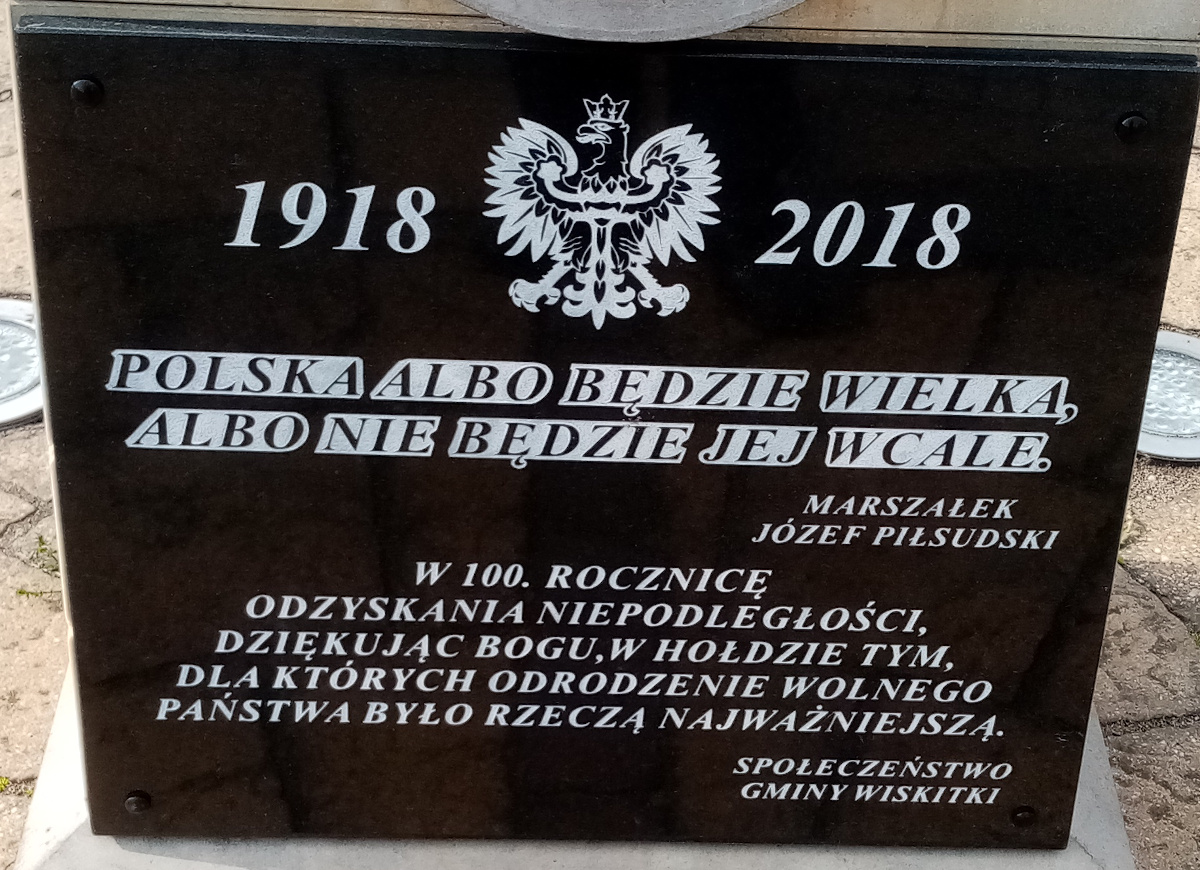 1918 2018
POLSKA ALBO BĘDZIE WIELKA,
ALBO NIE BĘDZIE JEJ WCALE.
MARSZAŁEK
JÓZEF PIŁSUDSKI
W 100. ROCZNICĘ
ODZYSKANIA NIEPODLEGŁOŚCI,
DZIĘKUJĄC BOGU,W HOŁDZIE TYM,
DLA KTÓRYCH ODRODZENIE WOLNEGO
PAŃSTWA BYŁO RZECZĄ NAJWAŻNIEJSZĄ.
SPOŁECZEŃSTWO
GMINY WISKITKI